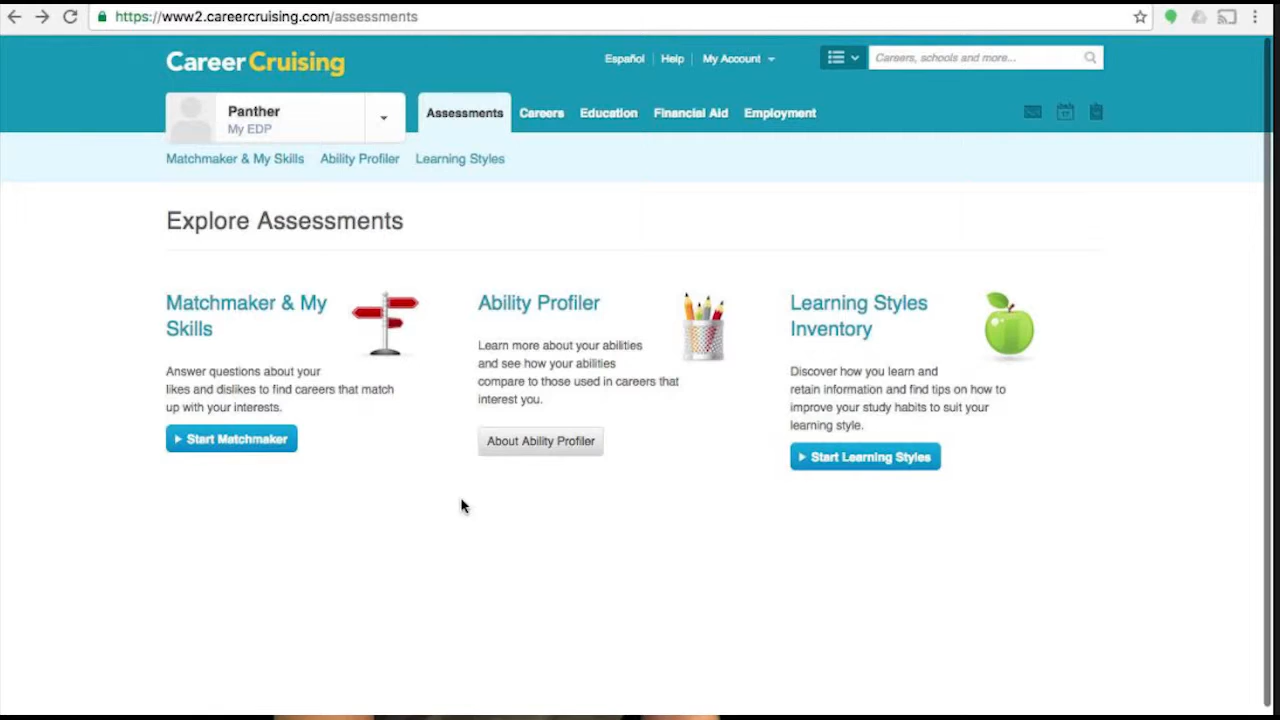 https://www2.careercruising.com/assessments
Career Cruising
Español
Help
My Account
Careers, schools and more...
Panther
My EDP
Assessments
Careers
Education
Financial Aid
Employment
Matchmaker & My Skills
Ability Profiler
Learning Styles
Explore Assessments
Matchmaker & My
Skills
Answer questions about your
likes and dislikes to find careers that match
up with your interests.
Start Matchmaker
Ability Profiler
Learn more about your abilities
and see how your abilities
compare to those used in careers that
interest you.
About Ability Profiler
Learning Styles
Inventory
Discover how you learn and
retain information and find tips on how to
improve your study habits to suit your
learning style.
Start Learning Styles